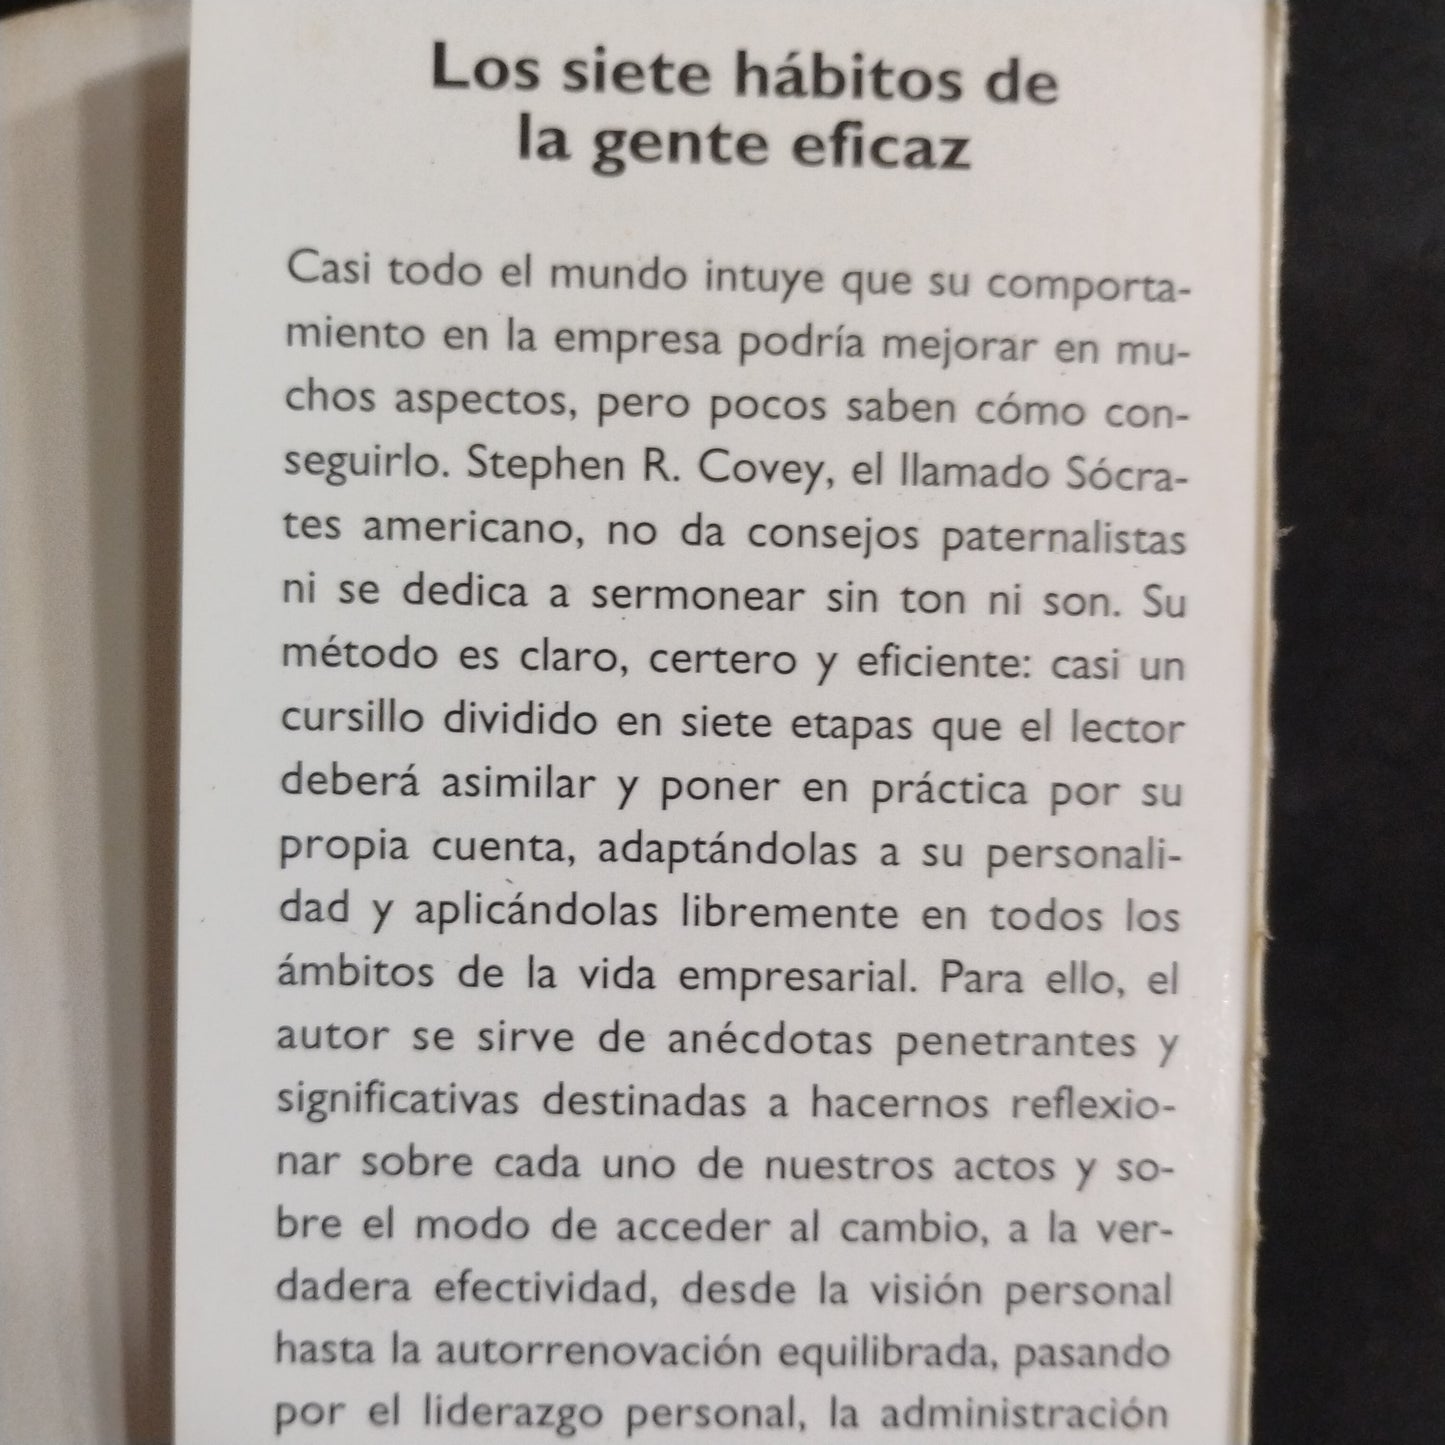 Los siete hábitos de
la gente eficaz
Casi todo el mundo intuye que su comporta-
miento en la empresa podría mejorar en mu-
chos aspectos, pero pocos saben cómo con-
seguirlo. Stephen R. Covey, el llamado Sócra-
tes americano, no da consejos paternalistas
ni se dedica a sermonear sin ton ni son. Su
método es claro, certero y eficiente: casi un
cursillo dividido en siete etapas que el lector
deberá asimilar y poner en práctica por su
propia cuenta, adaptándolas a su personali-
dad y aplicándolas libremente en todos los
ámbitos de la vida empresarial. Para ello, el
autor se sirve de anécdotas penetrantes y
significativas destinadas a hacernos reflexio-
nar sobre cada uno de nuestros actos y so-
bre el modo de acceder al cambio, a la ver-
dadera efectividad, desde la visión personal
hasta la autorrenovación equilibrada, pasando
por el liderazgo personal, la administración